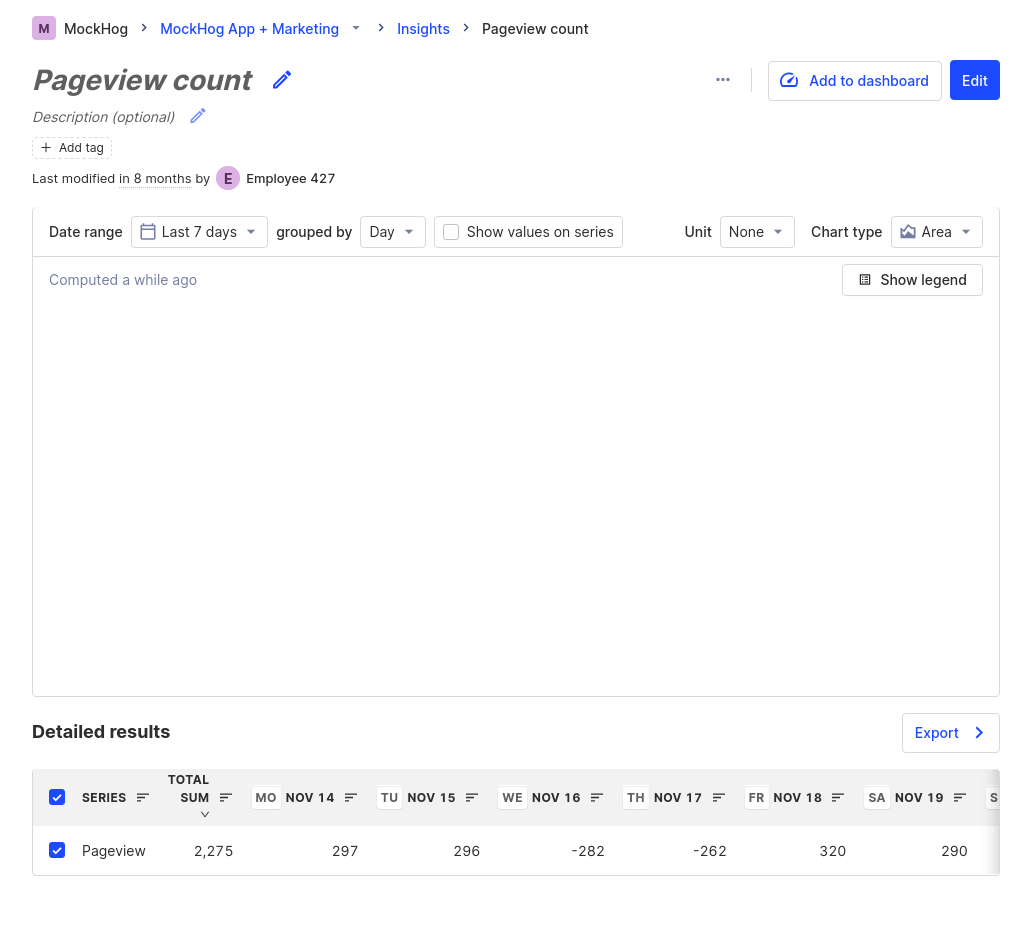 M MockHog MockHog App + Marketing Insights Pageview count
Pageview count
Add to dashboard Edit
Description (optional)
Add tag
Last modified in 8 months by E Employee 427
Date range Last 7 days grouped by Day Show values on series Unit None Chart type Area
Computed a while ago Show legend
Detailed results Export
SERIES TOTAL SUM MO NOV 14 TU NOV 15 WE NOV 16 TH NOV 17 FR NOV 18 SA NOV 19 S
Pageview 2,275 297 296 -282 -262 320 290